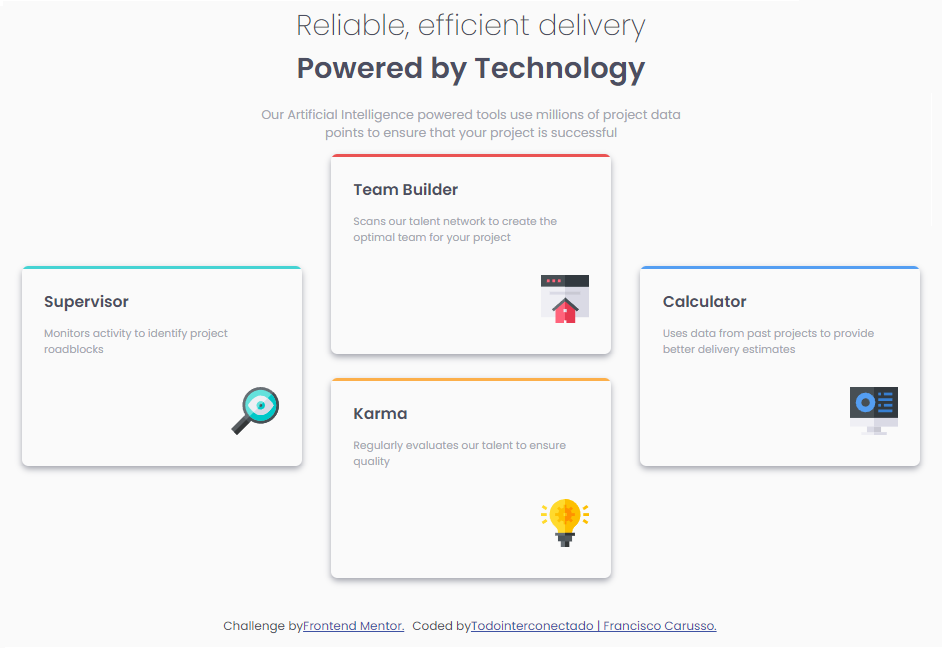 Reliable, efficient delivery
Powered by Technology
Our Artificial Intelligence powered tools use millions of project data
points to ensure that your project is successful
Team Builder
Scans our talent network to create the
optimal team for your project
Supervisor
Monitors activity to identify project
roadblocks
Calculator
Uses data from past projects to provide
better delivery estimates
Karma
Regularly evaluates our talent to ensure
quality
Challenge byFrontend Mentor. Coded byTodointerconectado | Francisco Carusso.